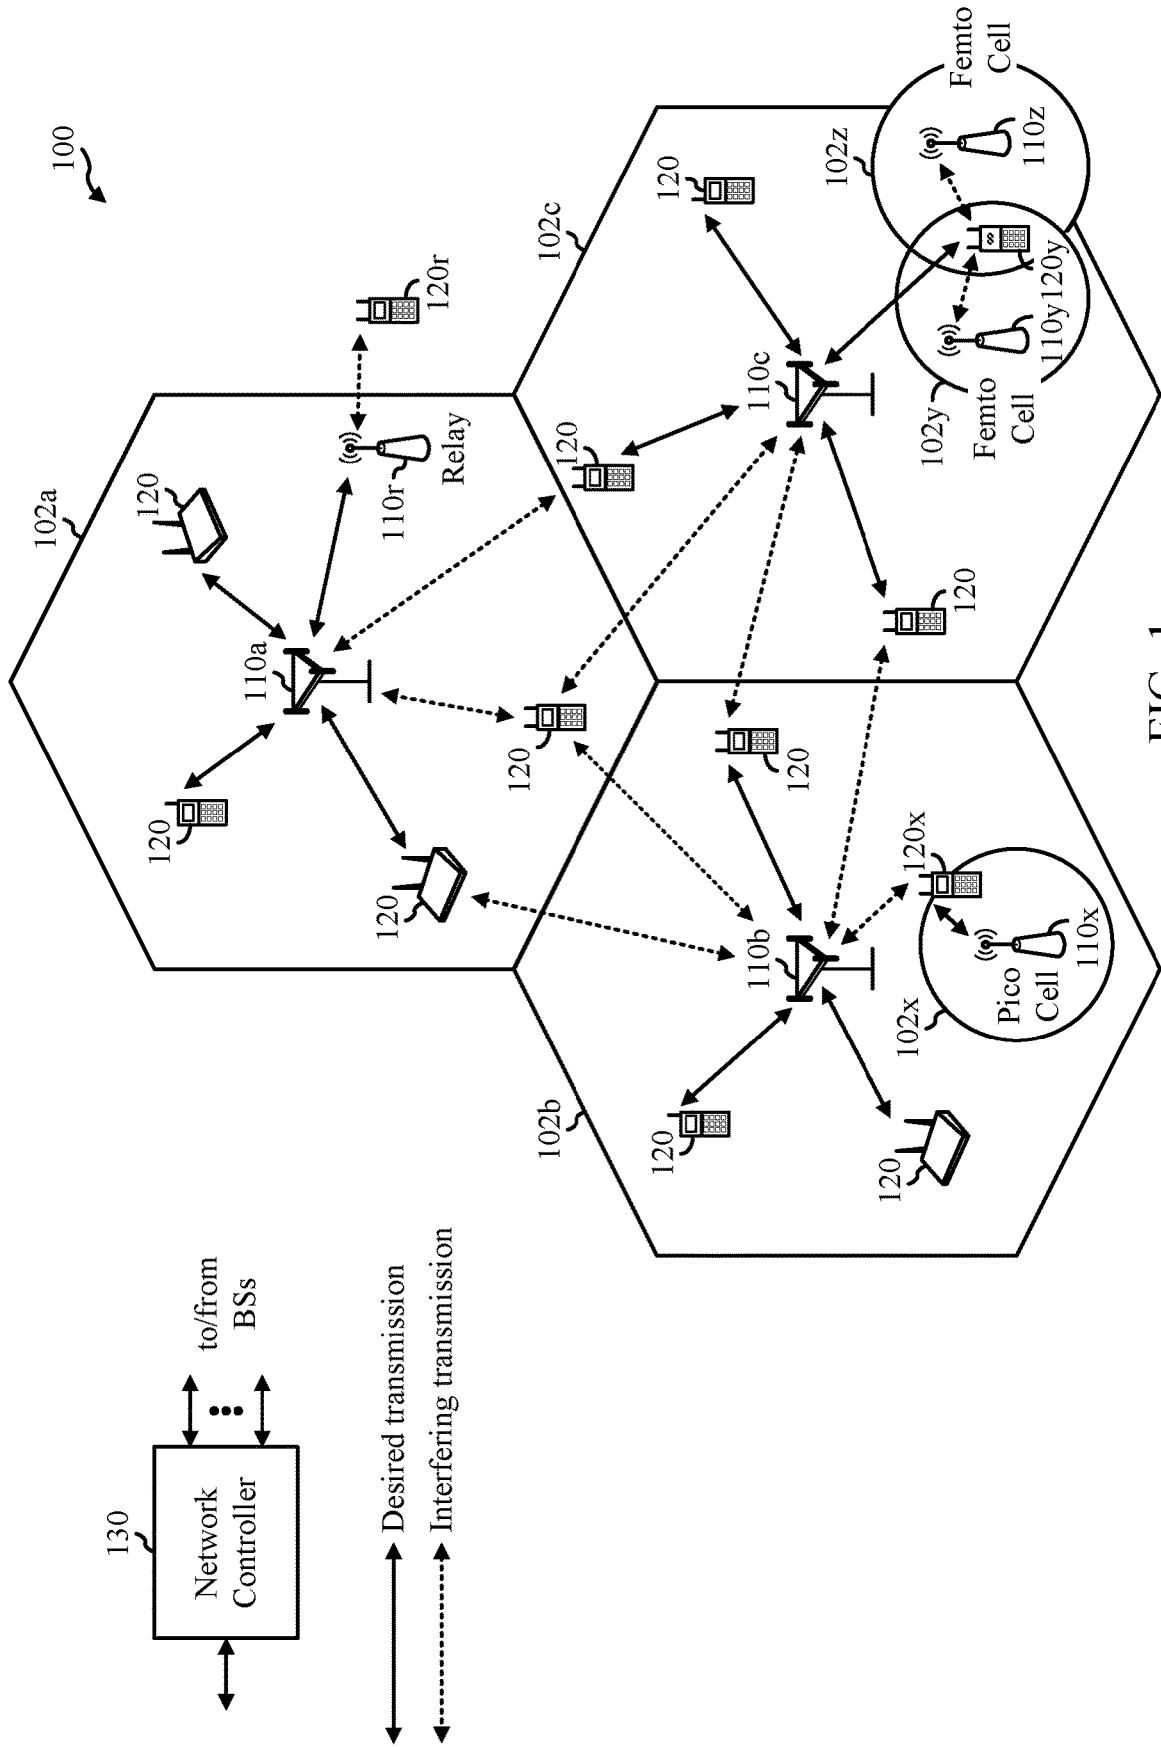 100
102a
130
120
120
Network
Controller
to/from
BSs
110a
Desired transmission
Interfering transmission
120
110r
120r
Relay
120
102b
102c
120
120
120
110b
110c
120
102z
120
102x
120x
102y
120
Femto
Cell
Femto
Cell
Pico
Cell
110z
110y
120y
110x
FIG. 1